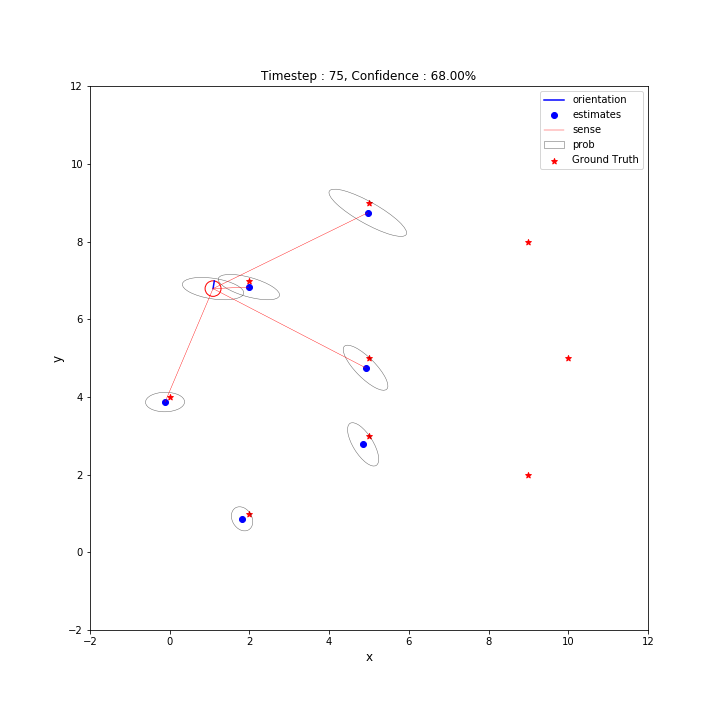 Timestep : 75, Confidence : 68.00%
orientation
estimates
sense
prob
Ground Truth
12
10
8
6
4
2
0
−2
y
−2 0 2 4 6 8 10 12
x